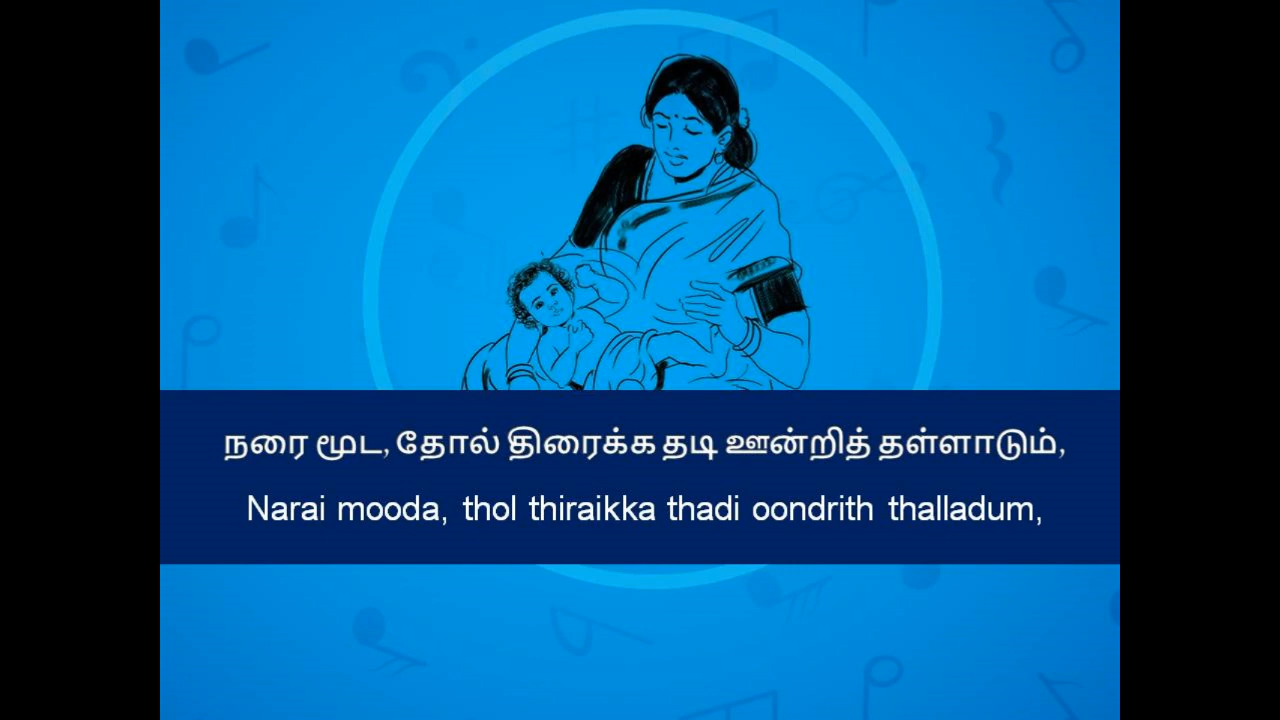 நரை மூட, தோல் திரைக்க தடி ஊன்றித் தள்ளாடும்,
Narai mooda, thol thiraikka thadi oondrith thalladum,